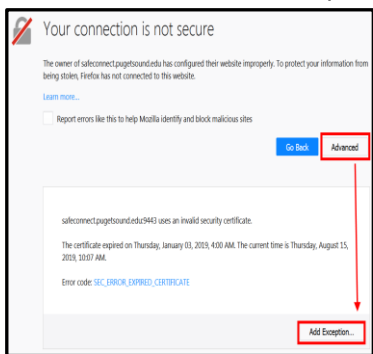 Your connection is not secure
The owner of safeconnect.pugetsound.edu has configured their website improperly. To protect your information from
being stolen, Firefox has not connected to this website.
Learn more...
Report errors like this to help Mozilla identify and block malicious sites
Go Back Advanced
safeconnect.pugetsound.edu:9443 uses an invalid security certificate.
The certificate expired on Thursday, January 03, 2019, 4:00 AM. The current time is Thursday, August 15,
2019, 10:07 AM.
Error code: SEC_ERROR_EXPIRED_CERTIFICATE
Add Exception...